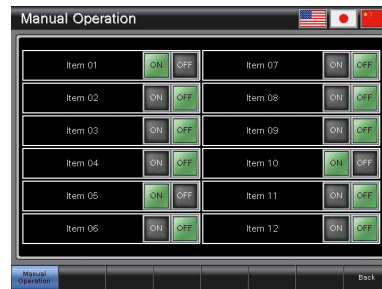 Manual Operation
Item 01 ON OFF Item 07 ON OFF
Item 02 ON OFF Item 08 ON OFF
Item 03 ON OFF Item 09 ON OFF
Item 04 ON OFF Item 10 ON OFF
Item 05 ON OFF Item 11 ON OFF
Item 06 ON OFF Item 12 ON OFF
Manual
Operation
Back